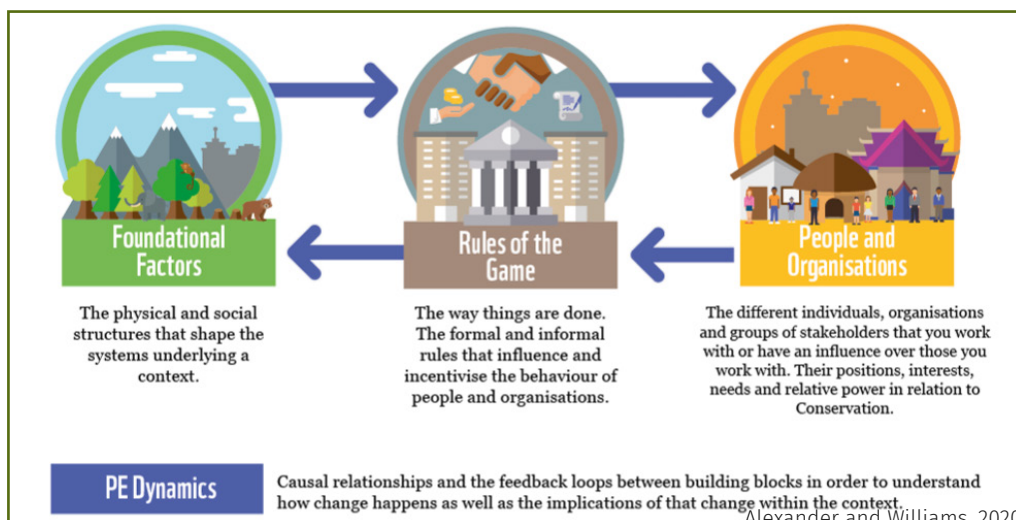 Foundational
Factors
The physical and social
structures that shape the
systems underlying a
context.
Rules of the
Game
The way things are done.
The formal and informal
rules that influence and
incentivise the behaviour of
people and organisations.
People and
Organisations
The different individuals, organisations
and groups of stakeholders that you work
with or have an influence over those you
work with. Their positions, interests,
needs and relative power in relation to
Conservation.
PE Dynamics
Causal relationships and the feedback loops between building blocks in order to understand
how change happens as well as the implications of that change within the context.
Alexander and Williams, 2020